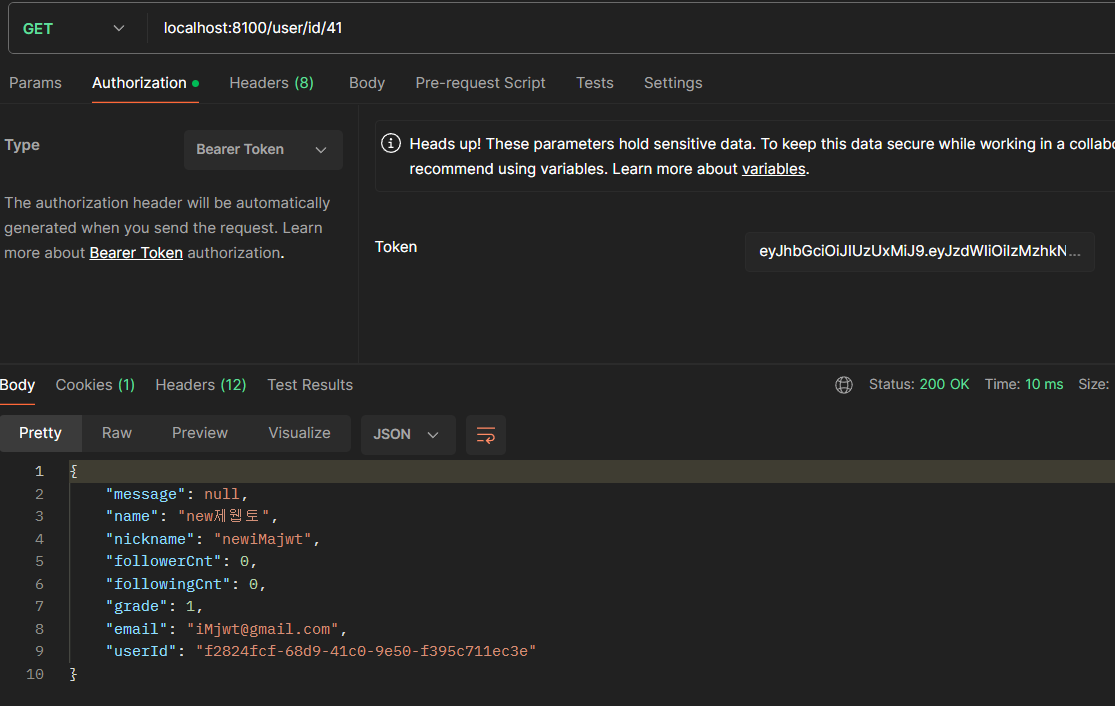 GET localhost:8100/user/id/41
Params Authorization Headers (8) Body Pre-request Script Tests Settings
Type Bearer Token
The authorization header will be automatically
generated when you send the request. Learn
more about Bearer Token authorization.
Heads up! These parameters hold sensitive data. To keep this data secure while working in a collabo
recommend using variables. Learn more about variables.
Token eyJhbGciOiJIUzUxMiJ9.eyJzdWIiOiIzMzhkN...
Body Cookies (1) Headers (12) Test Results Status: 200 OK Time: 10 ms Size:
Pretty Raw Preview Visualize JSON
1 {
2 "message": null,
3 "name": "new제웹토",
4 "nickname": "newiMajwt",
5 "followerCnt": 0,
6 "followingCnt": 0,
7 "grade": 1,
8 "email": "iMjwt@gmail.com",
9 "userId": "f2824fcf-68d9-41c0-9e50-f395c711ec3e"
10 }